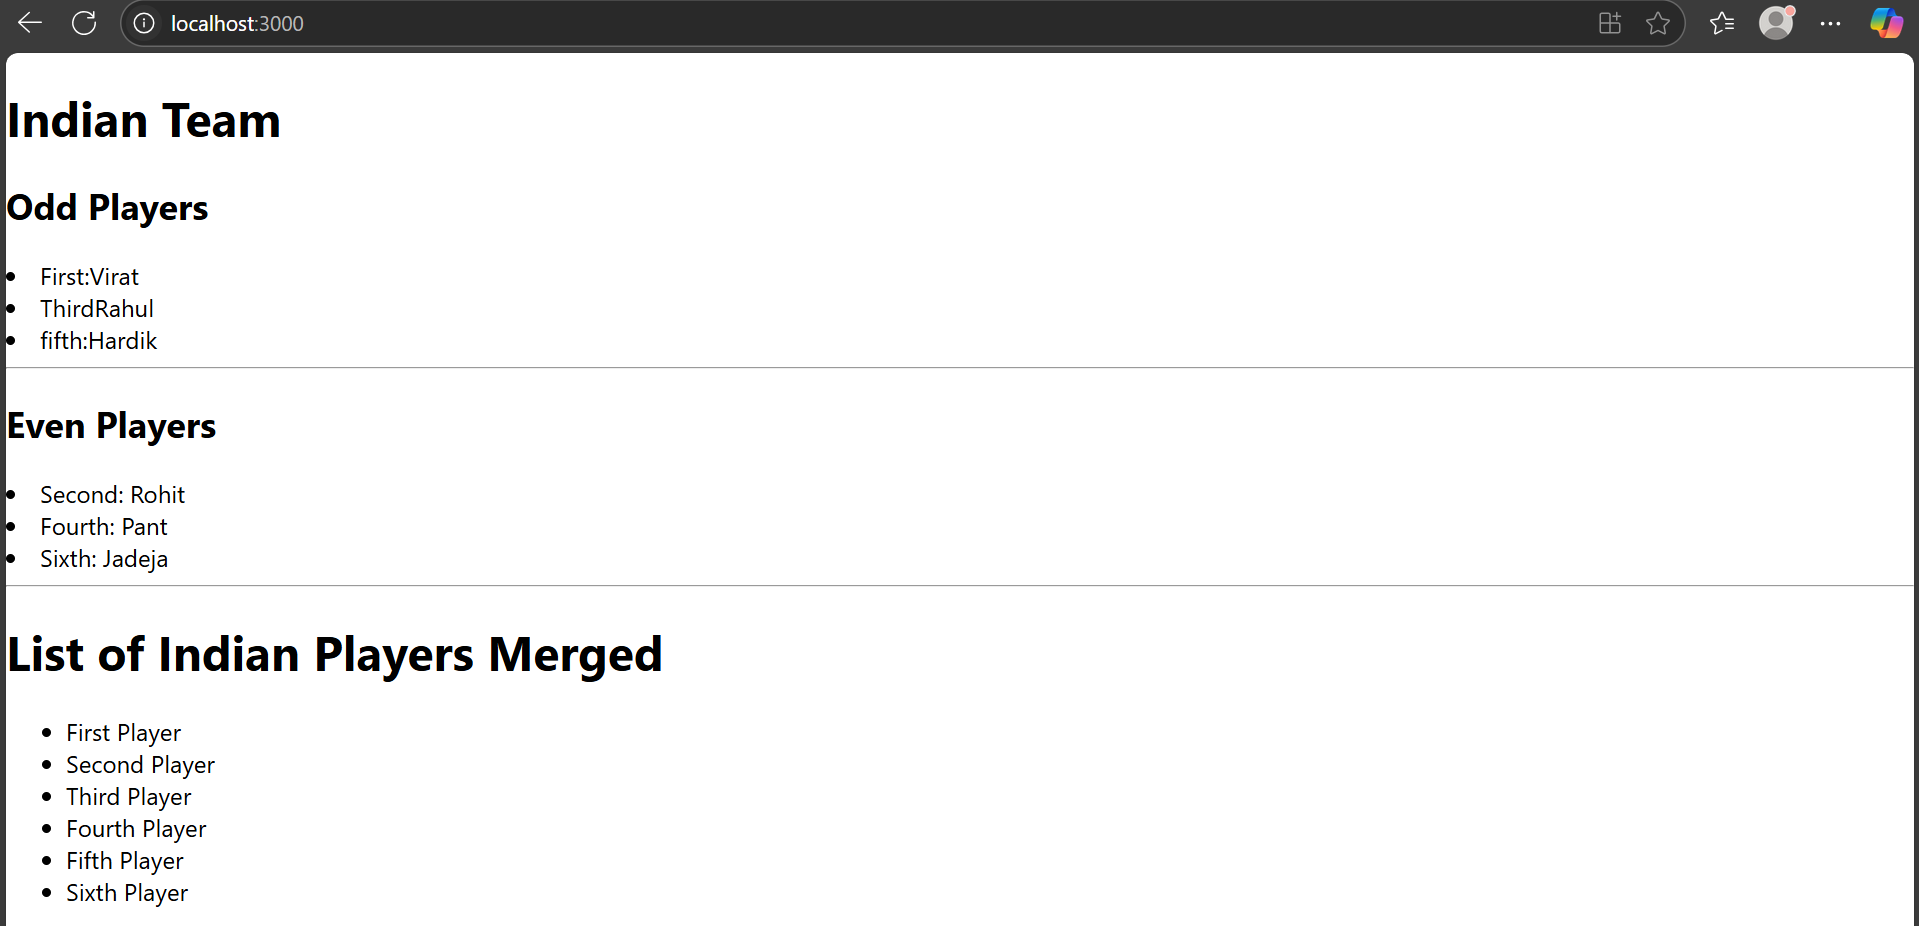 localhost:3000
Indian Team
Odd Players
First:Virat
ThirdRahul
fifth:Hardik
Even Players
Second: Rohit
Fourth: Pant
Sixth: Jadeja
List of Indian Players Merged
First Player
Second Player
Third Player
Fourth Player
Fifth Player
Sixth Player